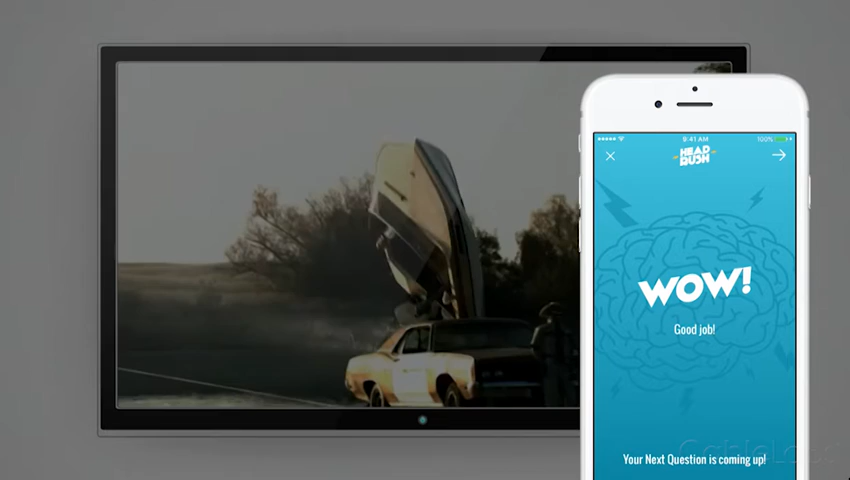 9:41 AM
100%
HEAD
RUSH
WOW!
Good job!
Your Next Question is coming up!